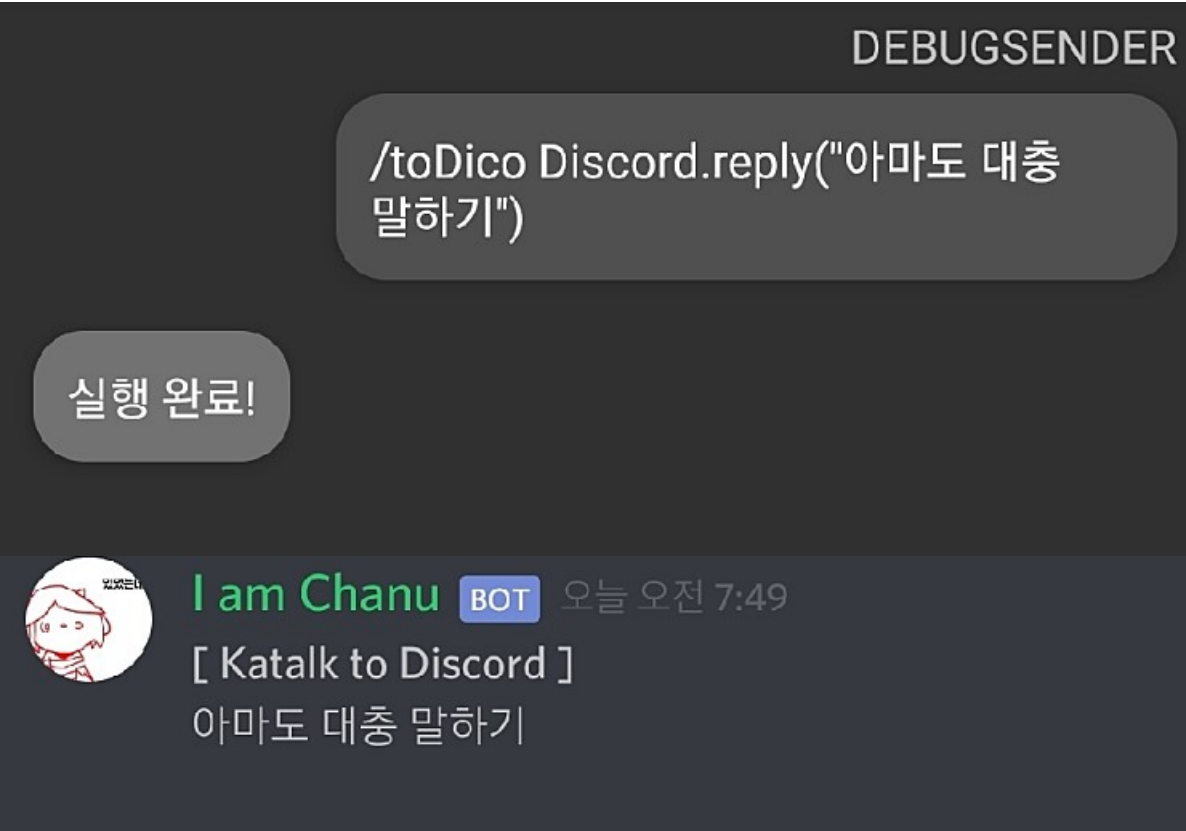 DEBUGSENDER
/toDico Discord.reply("아마도 대충
말하기")
실행 완료!
I am Chanu BOT 오늘 오전 7:49
[ Katalk to Discord ]
아마도 대충 말하기